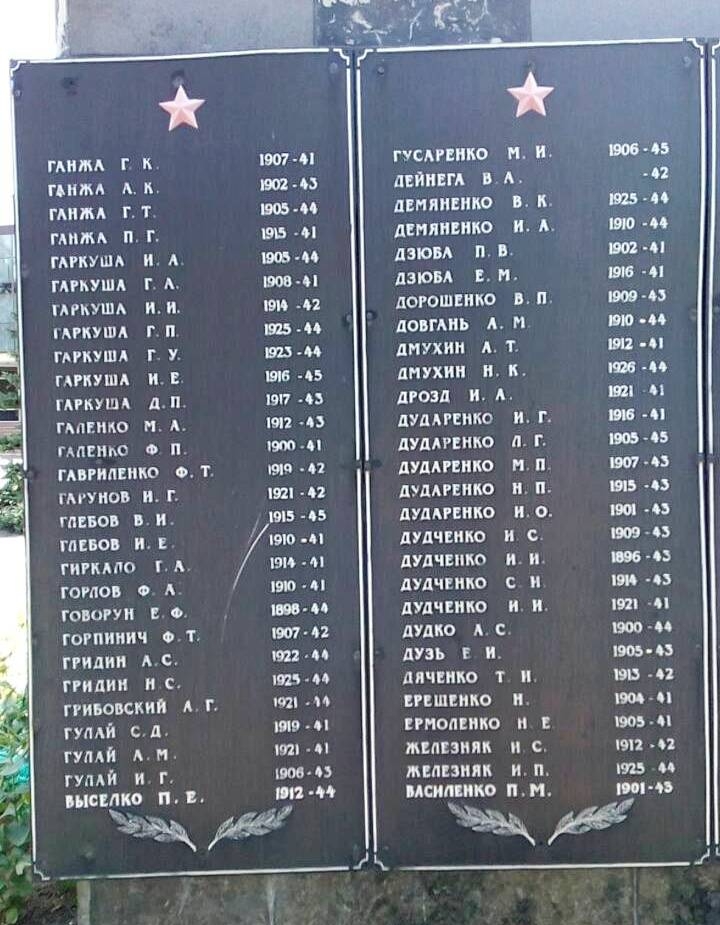 ГАНЖА Г. К. 1907-41
ГАНЖА А. К. 1902-43
ГАНЖА Г. Т. 1905-44
ГАНЖА П. Г. 1915-41
ГАРКУША И. А. 1905-44
ГАРКУША Г. А. 1908-41
ГАРКУША И. И. 1914-42
ГАРКУША Г. П. 1925-44
ГАРКУША Г. У. 1923-44
ГАРКУША И. Е. 1916-45
ГАРКУША Д. П. 1917-43
ГАЛЕНКО М. А. 1912-43
ГАЛЕНКО Ф. П. 1900-41
ГАВРИЛЕНКО Ф. Т. 1919-42
ГАРУНОВ И. Г. 1921-42
ГЛЕБОВ В. И. 1915-45
ГЛЕБОВ И. Е. 1910-41
ГИРКАЛО Г. А. 1914-41
ГОРЛОВ Ф. А. 1910-41
ГОВОРУН Е. Ф. 1898-44
ГОРПИНИЧ Ф. Т. 1907-42
ГРИДИН А. С. 1922-44
ГРИДИН Н. С. 1925-44
ГРИБОВСКИЙ А. Г. 1921-44
ГУЛАЙ С. Д. 1919-41
ГУЛАЙ А. М. 1921-41
ГУЛАЙ И. Г. 1906-43
ВЫСЕЛКО П. Е. 1912-44
ГУСАРЕНКО М. И. 1906-45
ДЕЙНЕГА В. А. -42
ДЕМЯНЕНКО В. К. 1925-44
ДЕМЯНЕНКО И. А. 1910-44
ДЗЮБА П. В. 1902-41
ДЗЮБА Е. М. 1916-41
ДОРОШЕНКО В. П. 1909-43
ДОВГАНЬ А. М. 1910-44
ДМУХИН А. Т. 1912-41
ДМУХИН Н. К. 1926-44
ДРОЗД И. А. 1921-41
ДУДАРЕНКО И. Г. 1916-41
ДУДАРЕНКО Л. Г. 1905-45
ДУДАРЕНКО М. П. 1907-43
ДУДАРЕНКО Н. П. 1915-43
ДУДАРЕНКО И. О. 1901-43
ДУДЧЕНКО И. С. 1909-43
ДУДЧЕНКО И. И. 1896-43
ДУДЧЕНКО С. И. 1914-43
ДУДЧЕНКО И. И. 1921-41
ДУДКО А. С. 1900-44
ДУЗЬ Е. И. 1905-43
ДЯЧЕНКО Т. И. 1913-42
ЕРЕЩЕНКО Н. 1904-41
ЕРМОЛЕНКО Н. Е. 1905-41
ЖЕЛЕЗНЯК И. С. 1912-42
ЖЕЛЕЗНЯК И. П. 1925-44
ВАСИЛЕНКО П. М. 1901-43